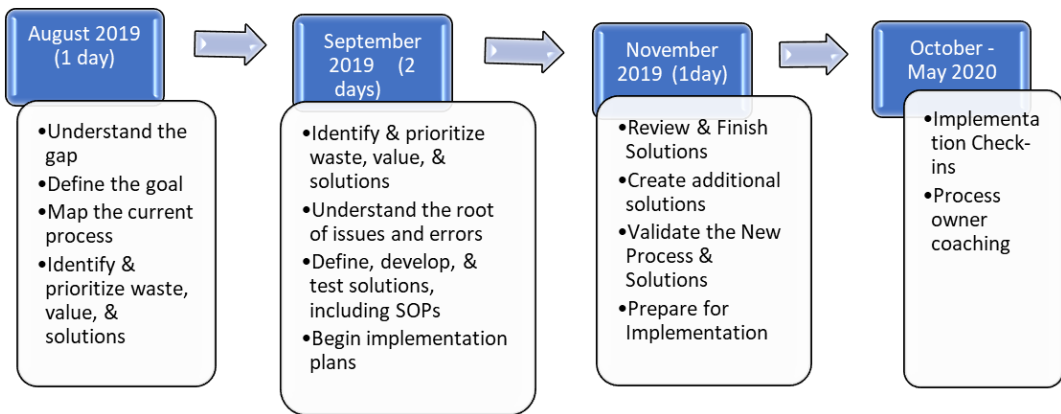 August 2019
(1 day)
•Understand the
gap
•Define the goal
•Map the current
process
•Identify &
prioritize waste,
value, &
solutions
September
2019 (2
days)
•Identify & prioritize
waste, value, &
solutions
•Understand the root
of issues and errors
•Define, develop, &
test solutions,
including SOPs
•Begin implementation
plans
November
2019 (1day)
•Review & Finish
Solutions
•Create additional
solutions
•Validate the New
Process &
Solutions
•Prepare for
Implementation
October -
May 2020
•Implementa
tion Check-
ins
•Process
owner
coaching